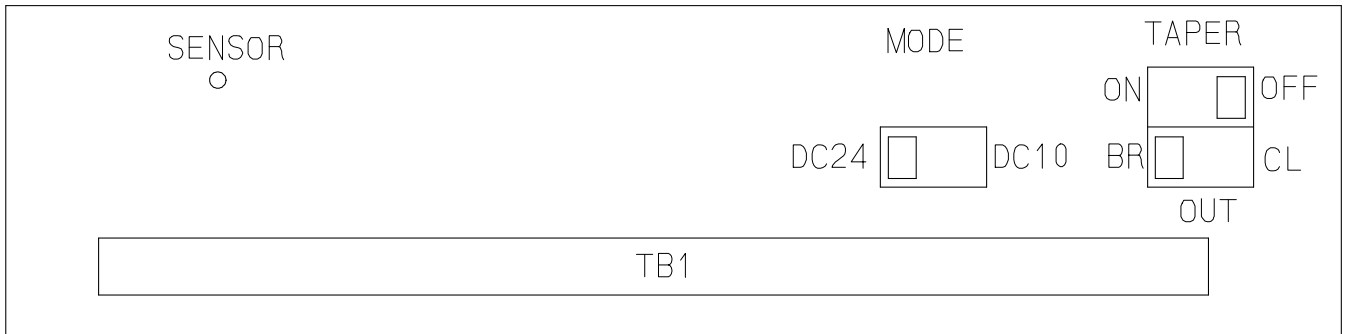 SENSOR
MODE
TAPER
ON
OFF
DC24
DC10
BR
CL
OUT
TB1